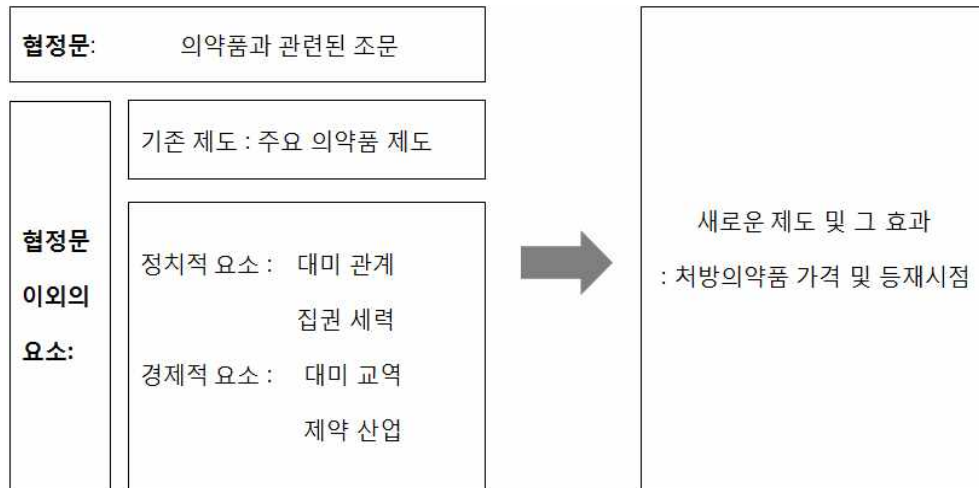 협정문: 의약품과 관련된 조문
협정문
이외의
요소:
기존 제도 : 주요 의약품 제도
정치적 요소 : 대미 관계
집권 세력
경제적 요소 : 대미 교역
제약 산업
새로운 제도 및 그 효과
: 처방의약품 가격 및 등재시점